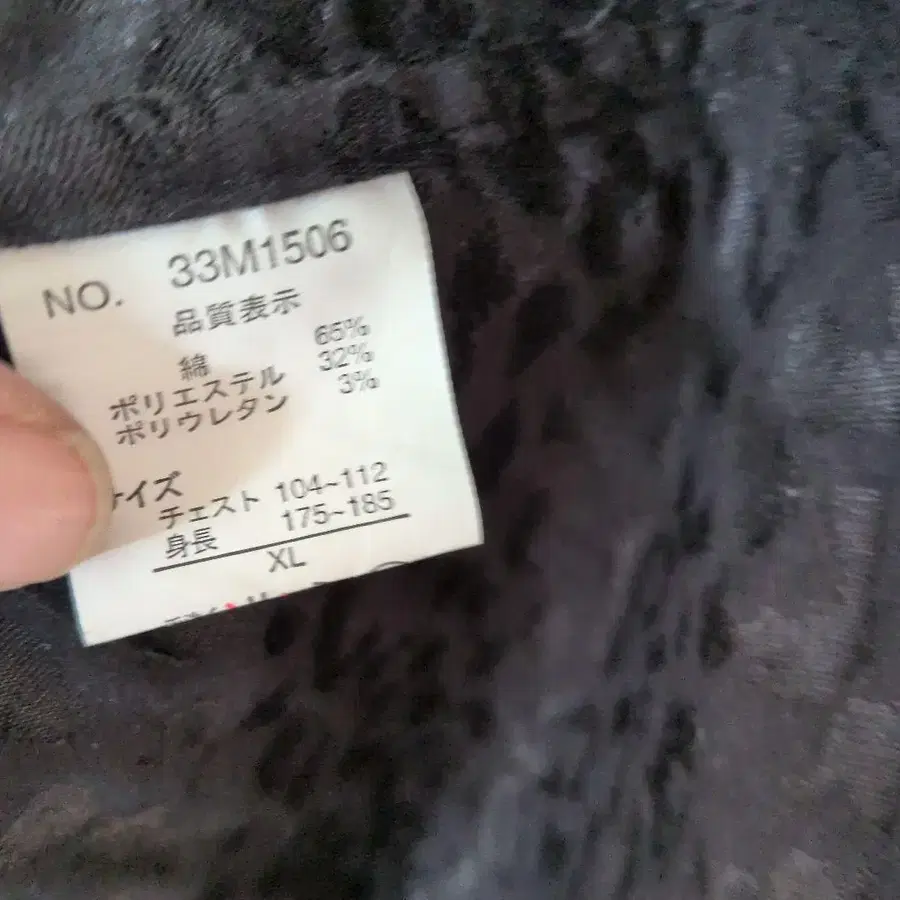 NO. 33M1506
品質表示
綿 65%
ポリエステル 32%
ポリウレタン 3%
サイズ
チェスト 104~112
身長 175~185
XL